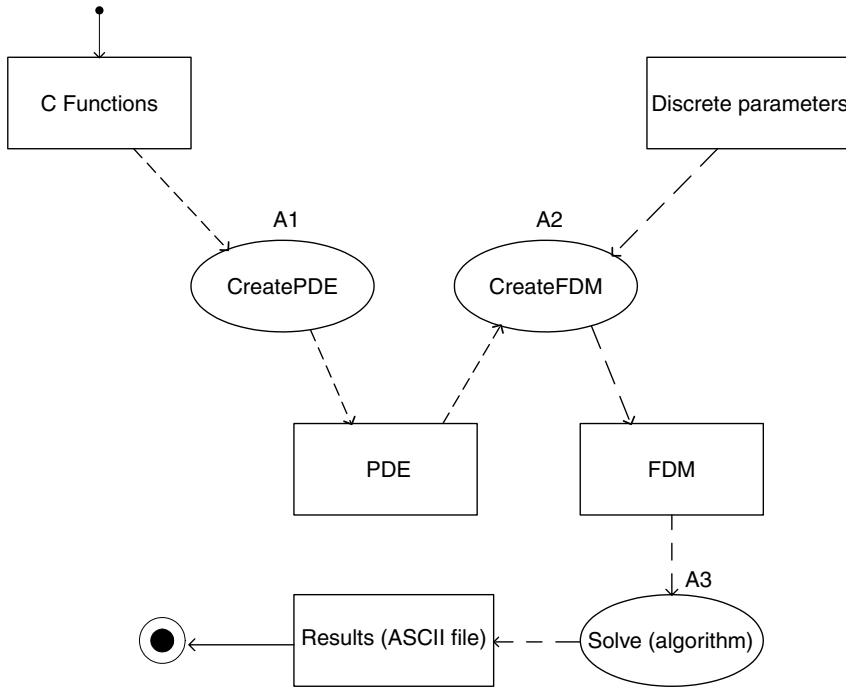 C Functions
Discrete parameters
A1
A2
CreatePDE
CreateFDM
PDE
FDM
A3
Results (ASCII file)
Solve (algorithm)